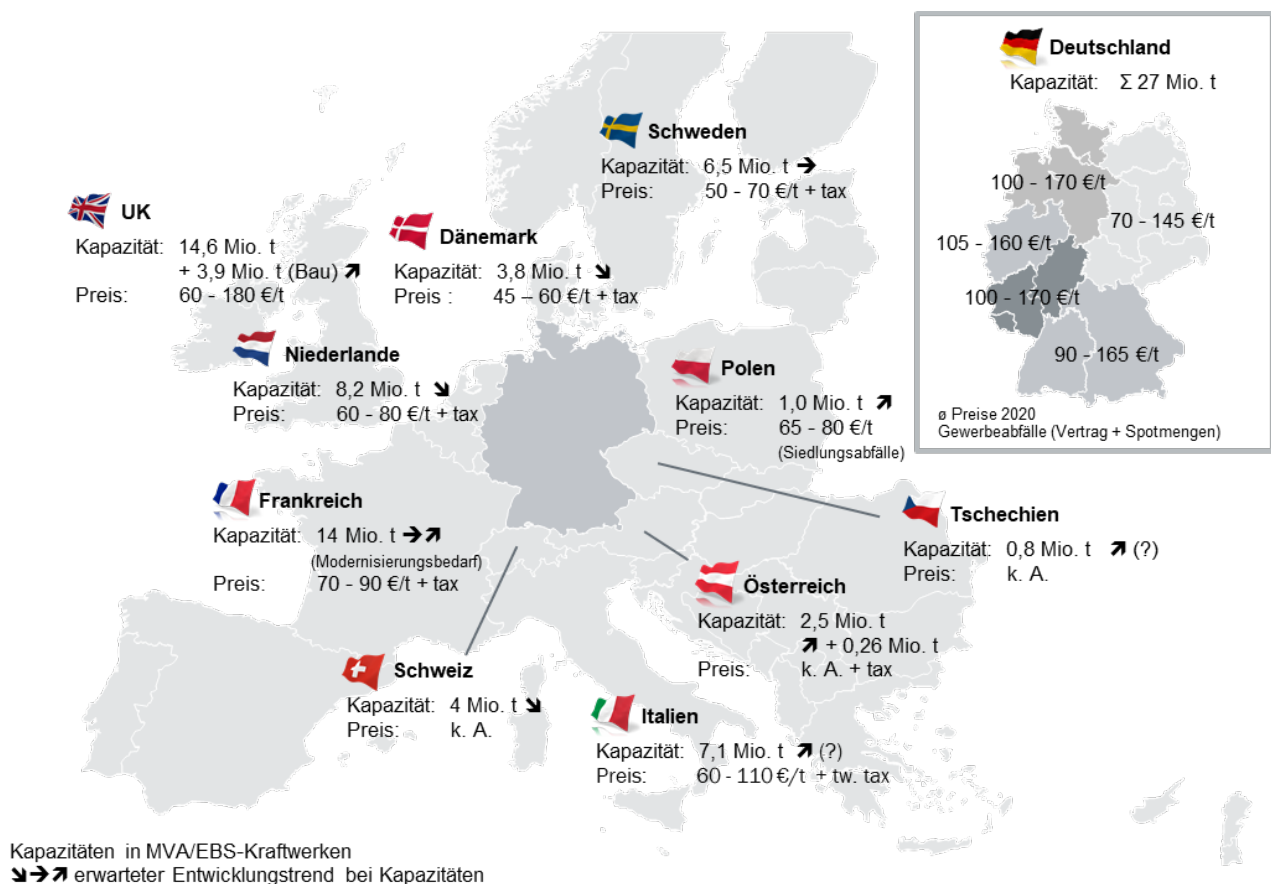 Deutschland
Kapazität: Σ 27 Mio. t
100 - 170 €/t
70 - 145 €/t
105 - 160 €/t
100 - 170 €/t
90 - 165 €/t
ø Preise 2020
Gewerbeabfälle (Vertrag + Spotmengen)
Schweden
Kapazität: 6,5 Mio. t ➔
Preis: 50 - 70 €/t + tax
UK
Kapazität: 14,6 Mio. t
+ 3,9 Mio. t (Bau) ➚
Preis: 60 - 180 €/t
Dänemark
Kapazität: 3,8 Mio. t ➘
Preis : 45 – 60 €/t + tax
Niederlande
Kapazität: 8,2 Mio. t ➘
Preis: 60 - 80 €/t + tax
Polen
Kapazität: 1,0 Mio. t ➚
Preis: 65 - 80 €/t
(Siedlungsabfälle)
Frankreich
Kapazität: 14 Mio. t ➔➚
(Modernisierungsbedarf)
Preis: 70 - 90 €/t + tax
Tschechien
Kapazität: 0,8 Mio. t ➚ (?)
Preis: k. A.
Österreich
Kapazität: 2,5 Mio. t
➚ + 0,26 Mio. t
Preis: k. A. + tax
Schweiz
Kapazität: 4 Mio. t ➘
Preis: k. A.
Italien
Kapazität: 7,1 Mio. t ➚ (?)
Preis: 60 - 110 €/t + tw. tax
Kapazitäten in MVA/EBS-Kraftwerken
➘➔➚ erwarteter Entwicklungstrend bei Kapazitäten